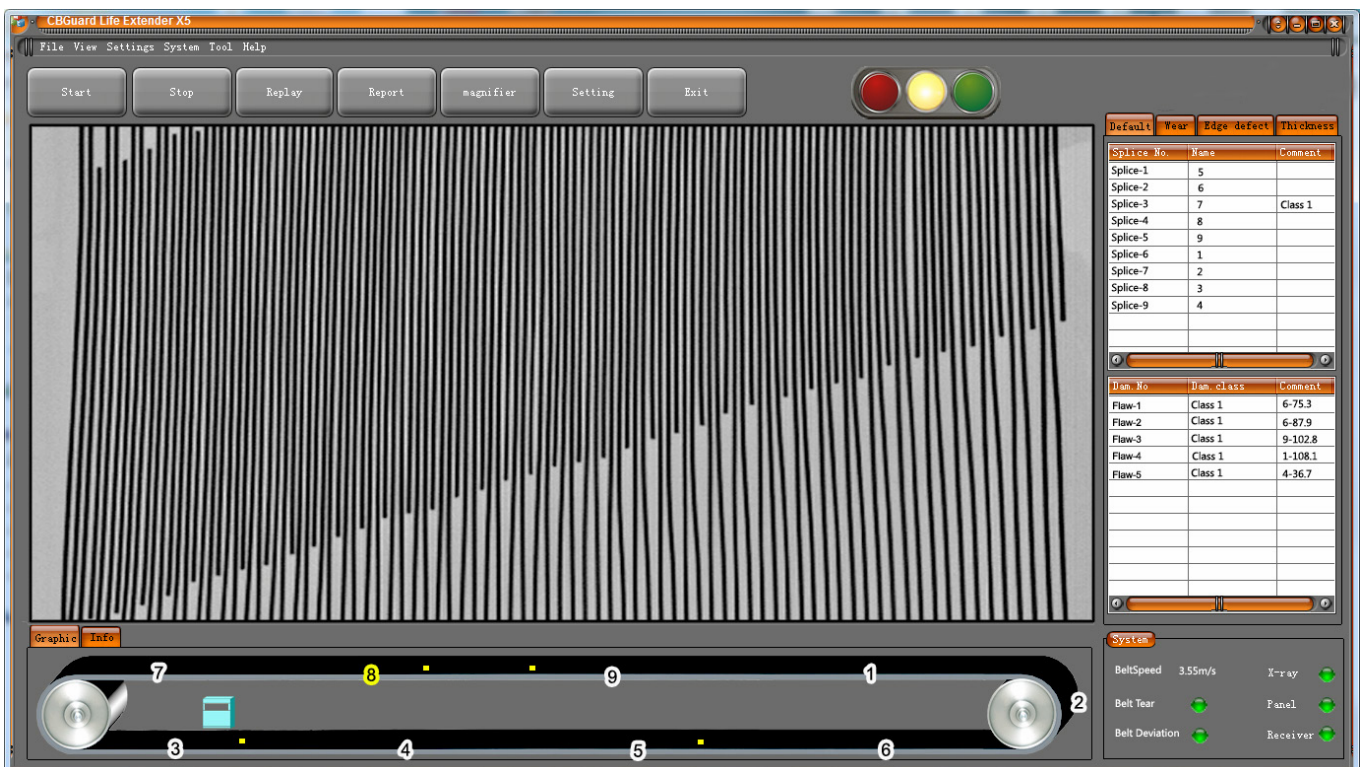 CBGuard Life Extender X5
File View Settings System Tool Help
Start Stop Replay Report magnifier Setting Exit
Default Wear Edge defect Thickness
Splice No. Name Comment
Splice-1 5
Splice-2 6
Splice-3 7 Class 1
Splice-4 8
Splice-5 9
Splice-6 1
Splice-7 2
Splice-8 3
Splice-9 4
Dam.No Dam.class Comment
Flaw-1 Class 1 6-75.3
Flaw-2 Class 1 6-87.9
Flaw-3 Class 1 9-102.8
Flaw-4 Class 1 1-108.1
Flaw-5 Class 1 4-36.7
Graphic Info
7 8 9 1
2
3 4 5 6
System
BeltSpeed 3.55m/s X-ray
Belt Tear Panel
Belt Deviation Receiver